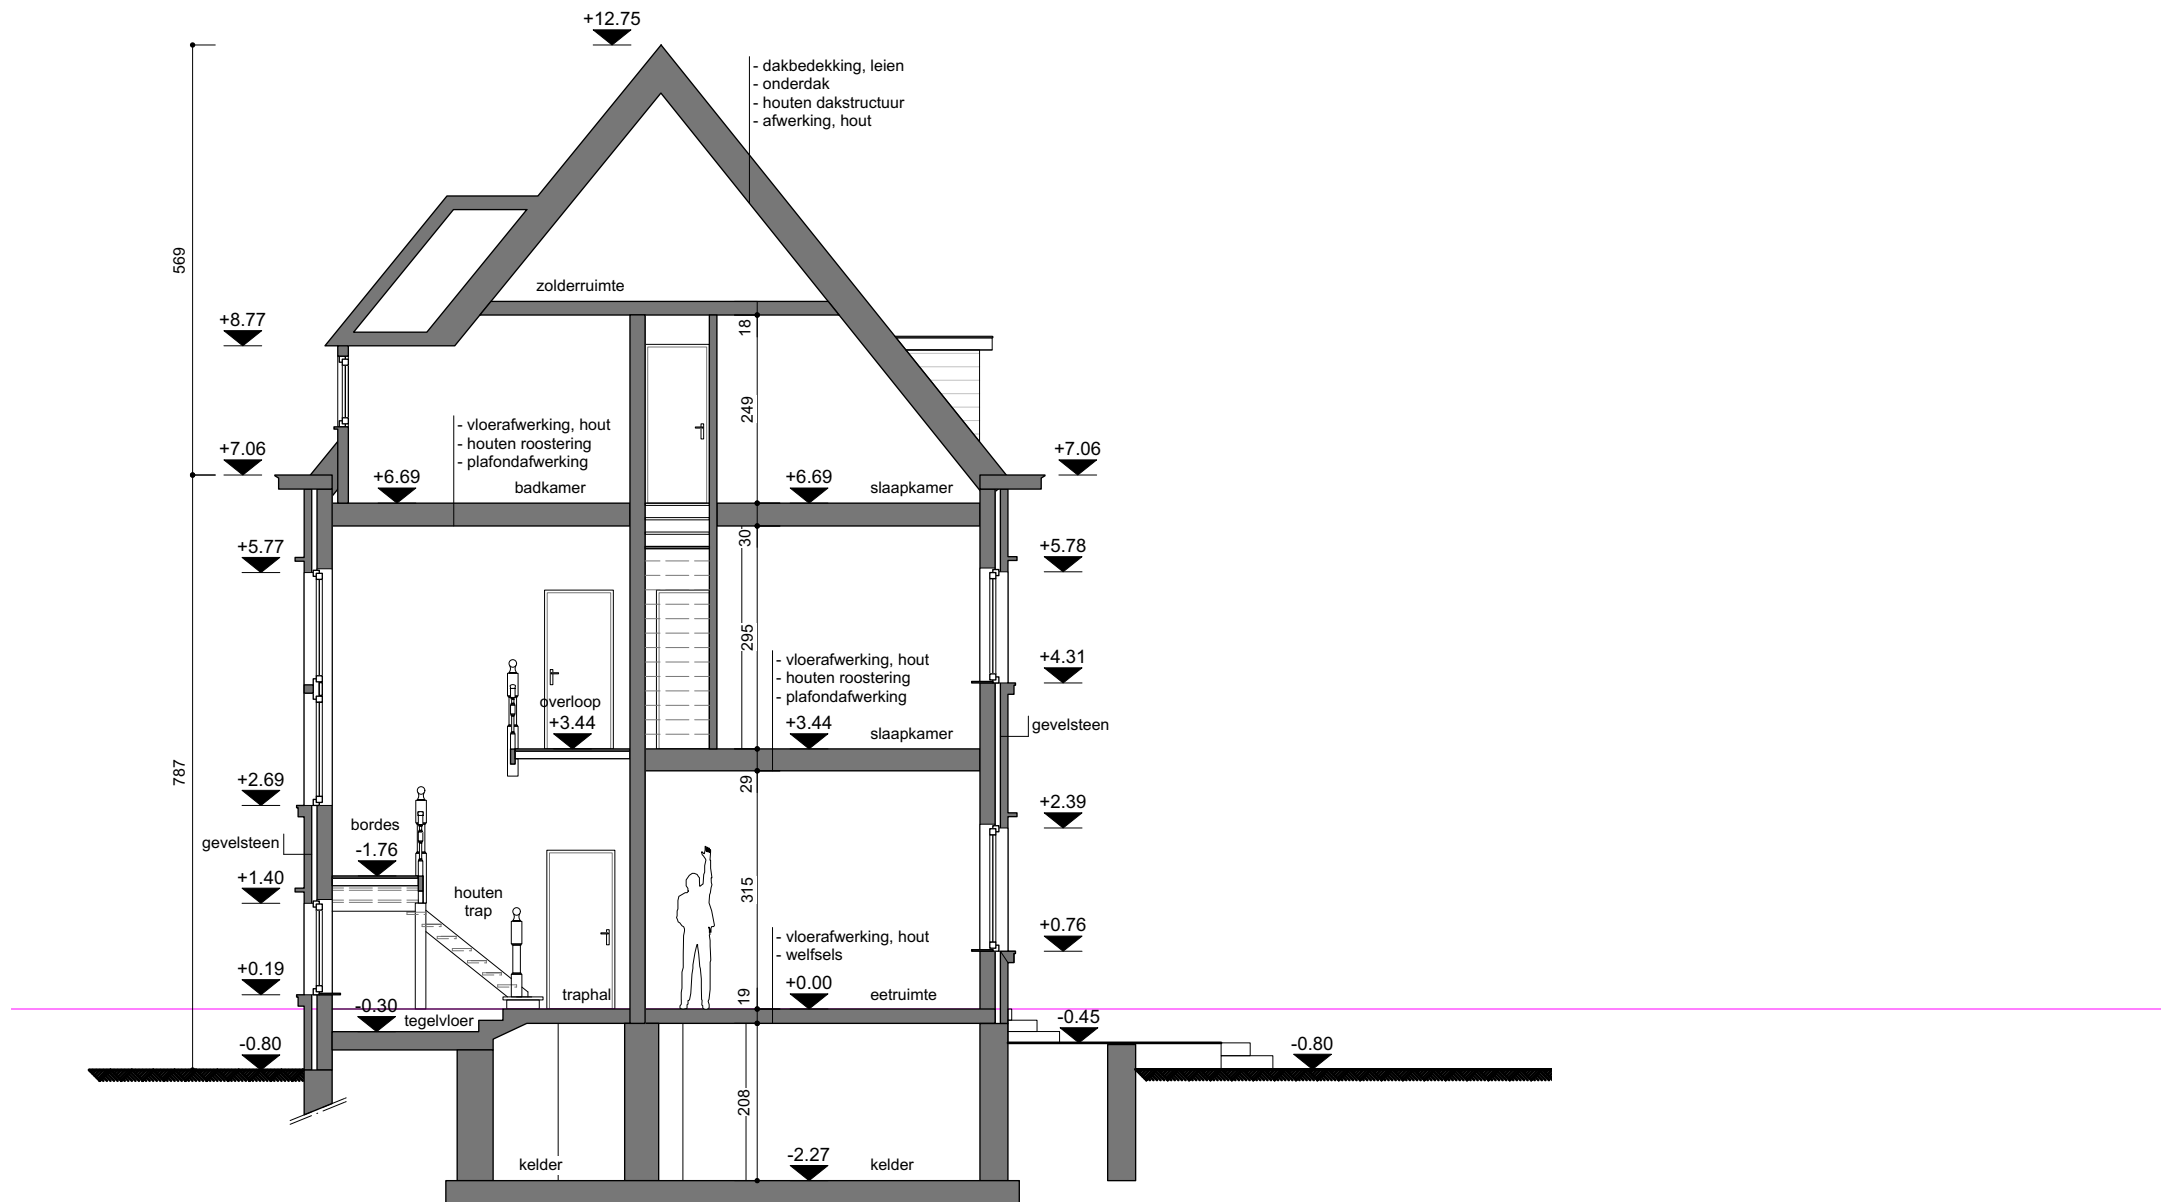 +12.75
- dakbedekking, leien
- onderdak
- houten dakstructuur
- afwerking, hout
569
zolderruimte
+8.77
18
249
- vloerafwerking, hout
- houten roostering
- plafondafwerking
+7.06
+7.06
+6.69
badkamer
+6.69
slaapkamer
30
+5.77
+5.78
295
- vloerafwerking, hout
- houten roostering
- plafondafwerking
+4.31
overloop
+3.44
+3.44
slaapkamer
gevelsteen
787
29
+2.69
+2.39
bordes
gevelsteen
-1.76
+1.40
houten
trap
315
- vloerafwerking, hout
- welfsels
+0.76
+0.19
traphal
19
+0.00
eetruimte
-0.30
tegelvloer
-0.45
-0.80
-0.80
208
kelder
-2.27
kelder